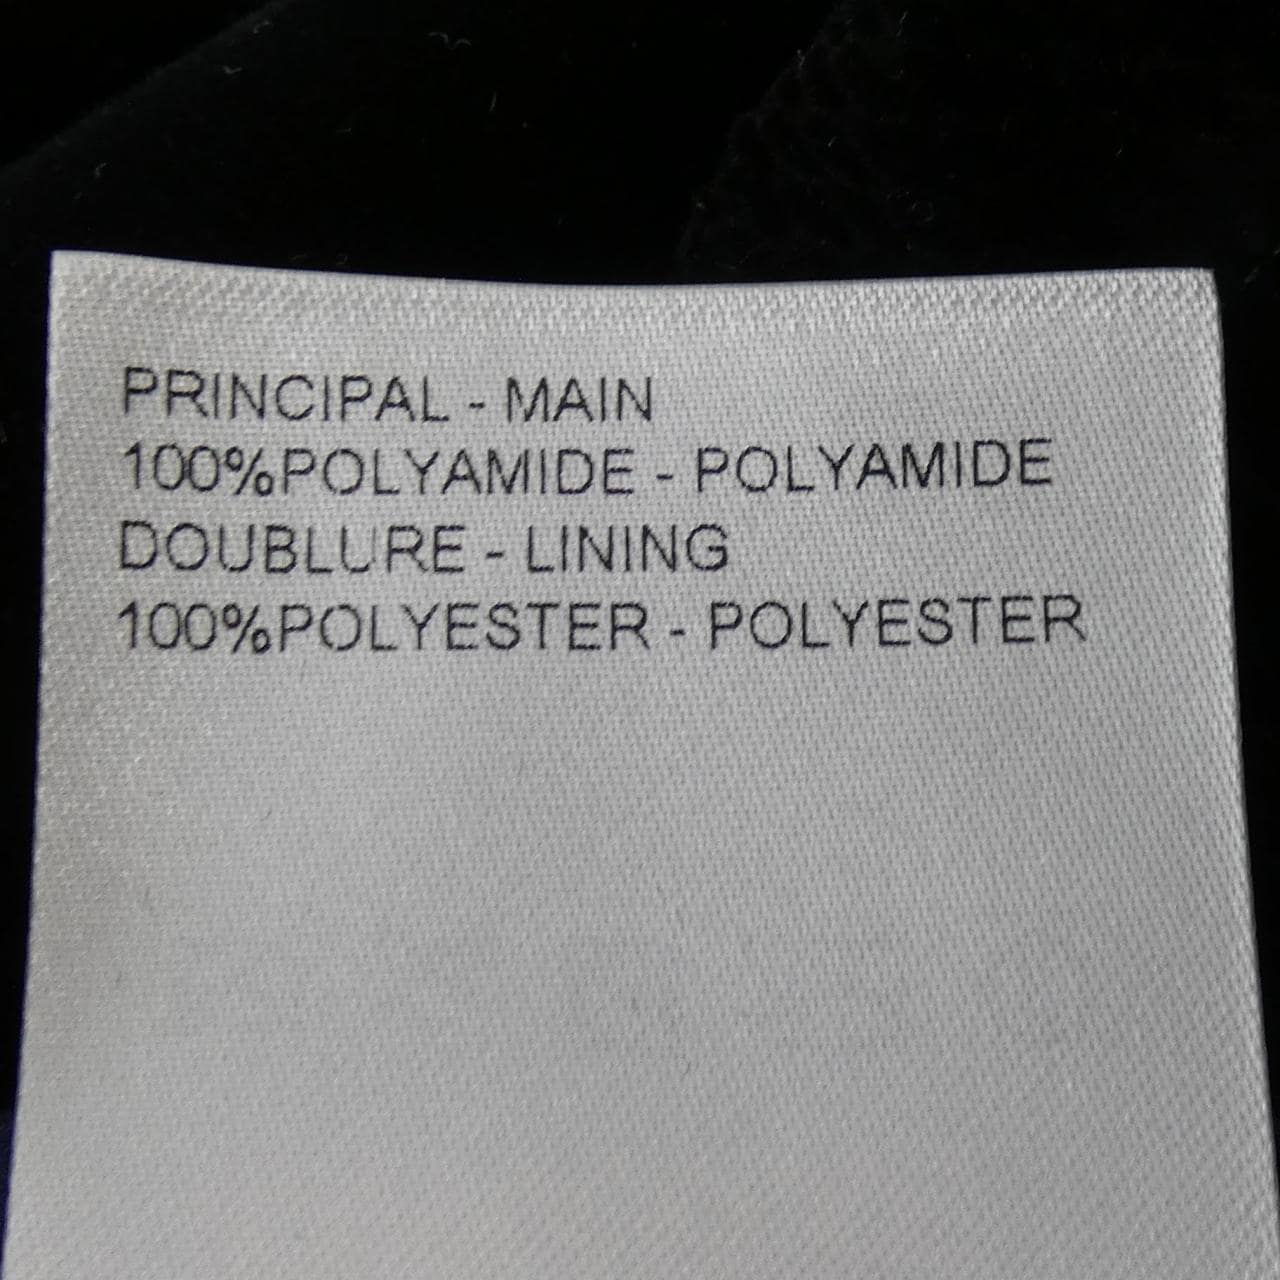 PRINCIPAL - MAIN
100%POLYAMIDE - POLYAMIDE
DOUBLURE - LINING
100%POLYESTER - POLYESTER